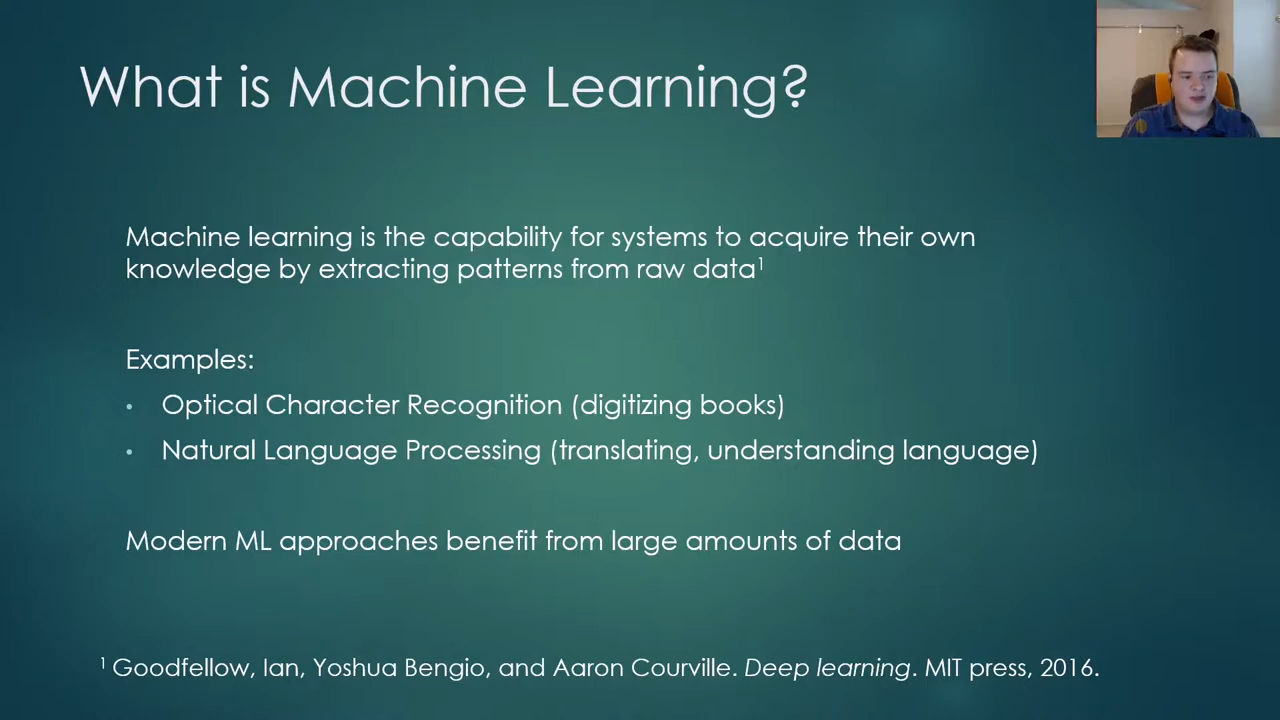 What is Machine Learning?
Machine learning is the capability for systems to acquire their own
knowledge by extracting patterns from raw data¹
Examples:
• Optical Character Recognition (digitizing books)
• Natural Language Processing (translating, understanding language)
Modern ML approaches benefit from large amounts of data
¹ Goodfellow, Ian, Yoshua Bengio, and Aaron Courville. Deep learning. MIT press, 2016.